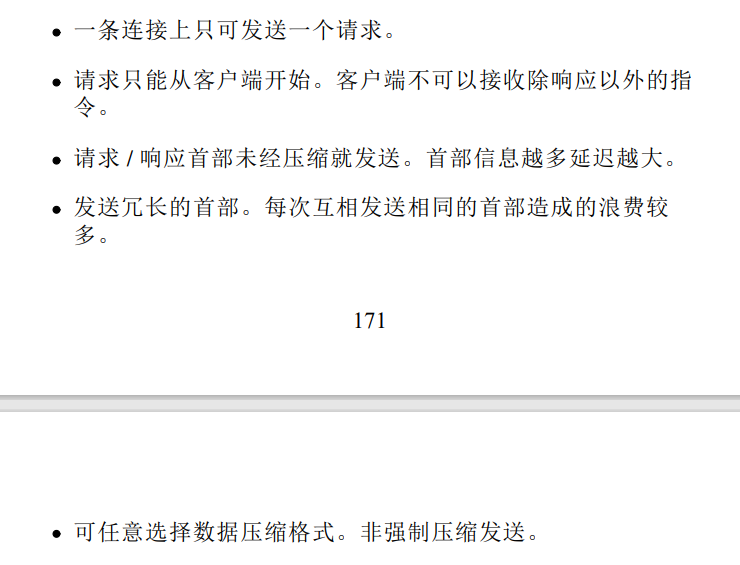 • 一条连接上只可发送一个请求。
• 请求只能从客户端开始。客户端不可以接收除响应以外的指
令。
• 请求 / 响应首部未经压缩就发送。首部信息越多延迟越大。
• 发送冗长的首部。每次互相发送相同的首部造成的浪费较
多。
171
• 可任意选择数据压缩格式。非强制压缩发送。